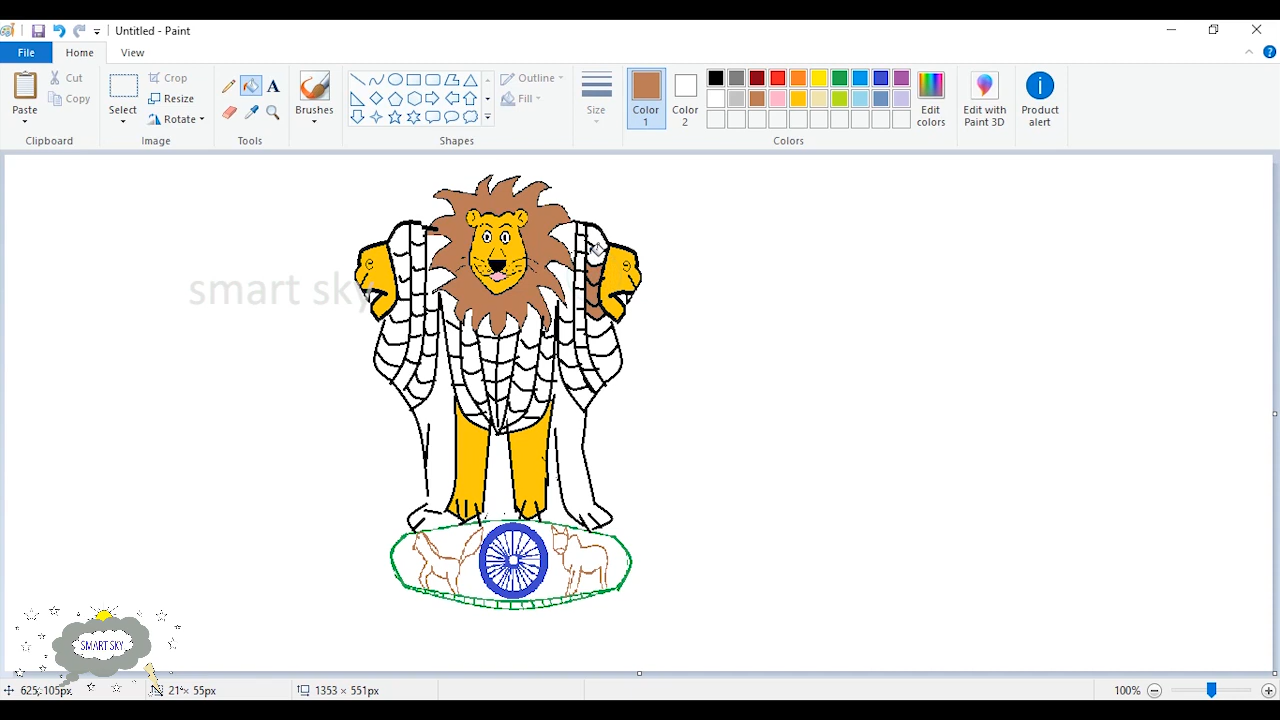 Untitled - Paint
File
Home
View
Paste
Cut
Copy
Clipboard
Select
Crop
Resize
Rotate
Image
A
Tools
Brushes
Outline
Fill
Shapes
Size
Color 1
Color 2
Edit colors
Edit with Paint 3D
Product alert
Colors
smart sky
SMART SKY
625, 105px
21 × 55px
1353 × 551px
100%